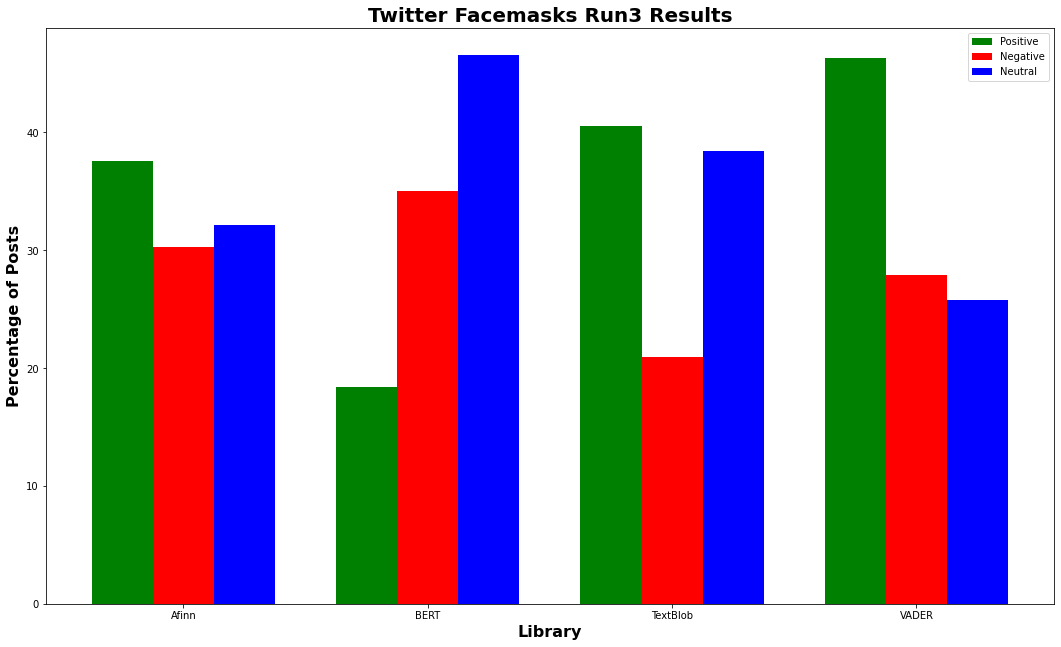 Twitter Facemasks Run3 Results
Positive
Negative
Neutral
Percentage of Posts
40
30
20
10
0
Afinn BERT TextBlob VADER
Library